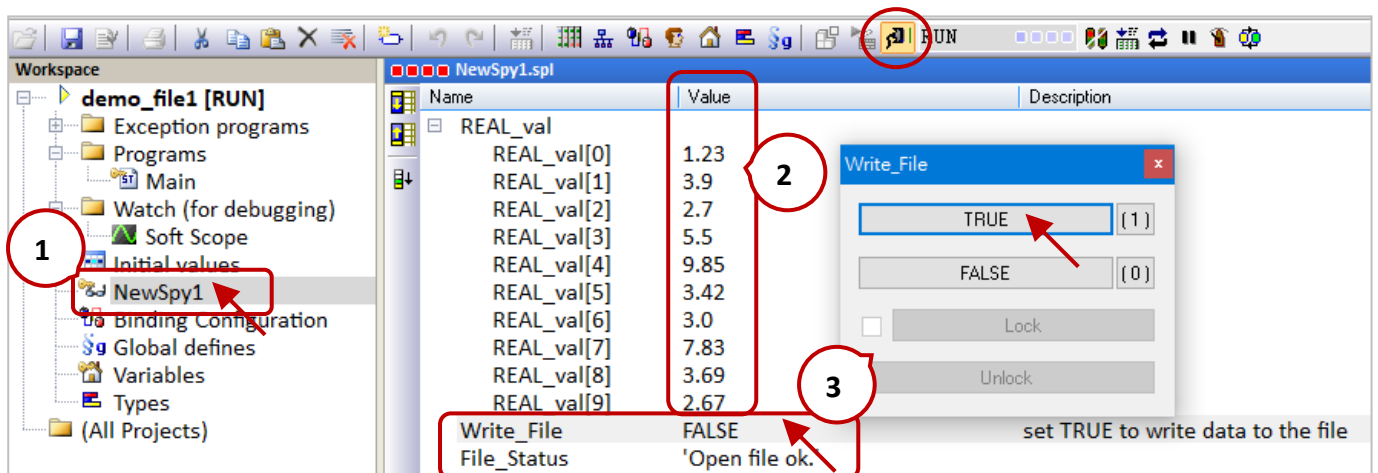 RUN
Workspace
NewSpy1.spl
demo_file1 [RUN]
Exception programs
Programs
Main
Watch (for debugging)
Soft Scope
Initial values
NewSpy1
Binding Configuration
Global defines
Variables
Types
(All Projects)
1
Name Value Description
REAL_val
REAL_val[0] 1.23
REAL_val[1] 3.9
REAL_val[2] 2.7
REAL_val[3] 5.5
REAL_val[4] 9.85
REAL_val[5] 3.42
REAL_val[6] 3.0
REAL_val[7] 7.83
REAL_val[8] 3.69
REAL_val[9] 2.67
Write_File FALSE set TRUE to write data to the file
File_Status 'Open file ok.'
2
Write_File x
TRUE (1)
FALSE (0)
Lock
Unlock
3